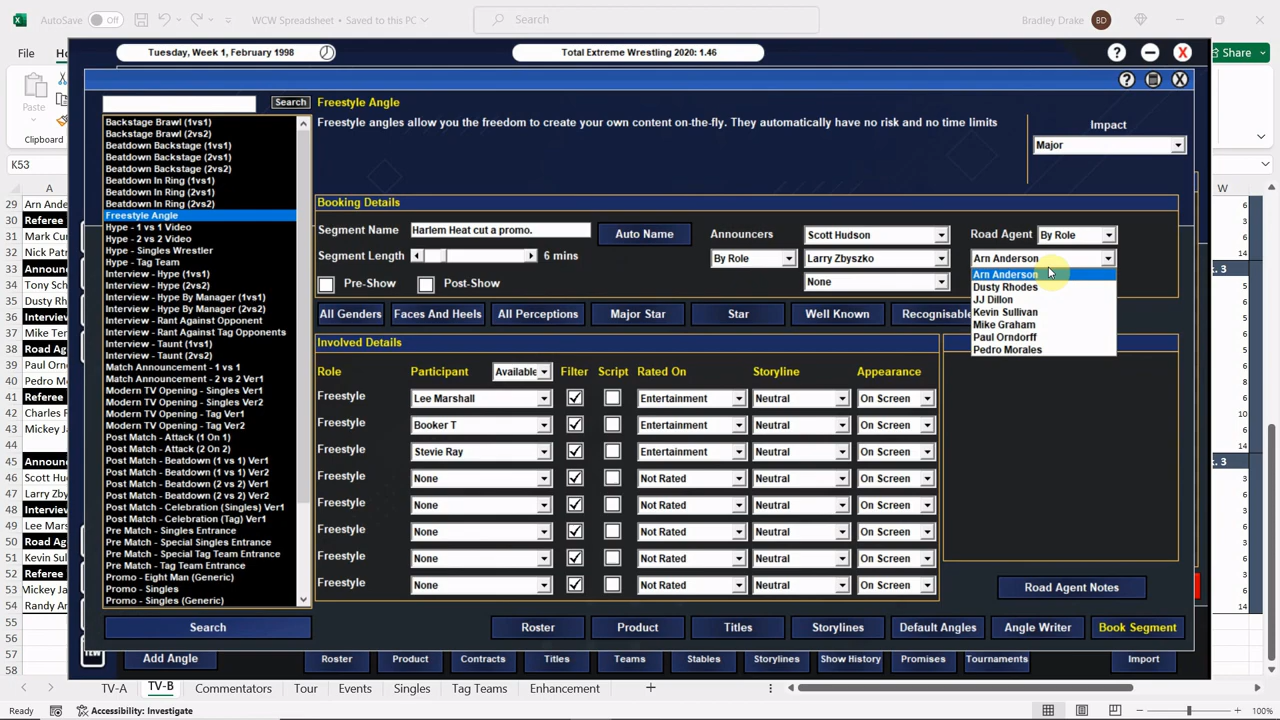 AutoSave
Off
WCW Spreadsheet • Saved to this PC
Search
Bradley Drake
BD
File
Share
Tuesday, Week 1, February 1998
Total Extreme Wrestling 2020: 1.46
Paste
Clipboard
K53
A
W
Search
Freestyle Angle
Freestyle angles allow you the freedom to create your own content on-the-fly. They automatically have no risk and no time limits
Impact
Major
Backstage Brawl (1vs1)
Backstage Brawl (2vs2)
Beatdown Backstage (1vs1)
Beatdown Backstage (2vs1)
Beatdown Backstage (2vs2)
Beatdown In Ring (1vs1)
Beatdown In Ring (2vs1)
Beatdown In Ring (2vs2)
Freestyle Angle
Hype - 1 vs 1 Video
Hype - 2 vs 2 Video
Hype - Singles Wrestler
Hype - Tag Team
Interview - Hype (1vs1)
Interview - Hype (2vs2)
Interview - Hype By Manager (1vs1)
Interview - Hype By Manager (2vs2)
Interview - Rant Against Opponent
Interview - Rant Against Tag Opponents
Interview - Taunt (1vs1)
Interview - Taunt (2vs2)
Match Announcement - 1 vs 1
Match Announcement - 2 vs 2 Ver1
Modern TV Opening - Singles Ver1
Modern TV Opening - Singles Ver2
Modern TV Opening - Tag Ver1
Modern TV Opening - Tag Ver2
Post Match - Attack (1 On 1)
Post Match - Attack (2 On 2)
Post Match - Beatdown (1 vs 1) Ver1
Post Match - Beatdown (1 vs 1) Ver2
Post Match - Beatdown (2 vs 2) Ver1
Post Match - Beatdown (2 vs 2) Ver2
Post Match - Celebration (Singles) Ver1
Post Match - Celebration (Tag) Ver1
Pre Match - Singles Entrance
Pre Match - Special Singles Entrance
Pre Match - Special Tag Team Entrance
Pre Match - Tag Team Entrance
Promo - Eight Man (Generic)
Promo - Singles
Promo - Singles (Generic)
Search
Booking Details
Segment Name
Harlem Heat cut a promo.
Auto Name
Announcers
Scott Hudson
Road Agent
By Role
Segment Length
6 mins
By Role
Larry Zbyszko
Arn Anderson
Pre-Show
Post-Show
None
Arn Anderson
Dusty Rhodes
JJ Dillon
Kevin Sullivan
Mike Graham
Paul Orndorff
Pedro Morales
All Genders
Faces And Heels
All Perceptions
Major Star
Star
Well Known
Involved Details
Role
Participant
Available
Filter
Script
Rated On
Storyline
Appearance
Freestyle
Lee Marshall
Entertainment
Neutral
On Screen
Freestyle
Booker T
Entertainment
Neutral
On Screen
Freestyle
Stevie Ray
Entertainment
Neutral
On Screen
Freestyle
None
Not Rated
Neutral
On Screen
Freestyle
None
Not Rated
Neutral
On Screen
Freestyle
None
Not Rated
Neutral
On Screen
Freestyle
None
Not Rated
Neutral
On Screen
Freestyle
None
Not Rated
Neutral
On Screen
Road Agent Notes
Roster
Product
Titles
Storylines
Default Angles
Angle Writer
Book Segment
Add Angle
Roster
Product
Contracts
Titles
Teams
Stables
Storylines
Show History
Promises
Tournaments
Import
TV-A
TV-B
Commentators
Tour
Events
Singles
Tag Teams
Enhancement
Ready
Accessibility: Investigate
100%